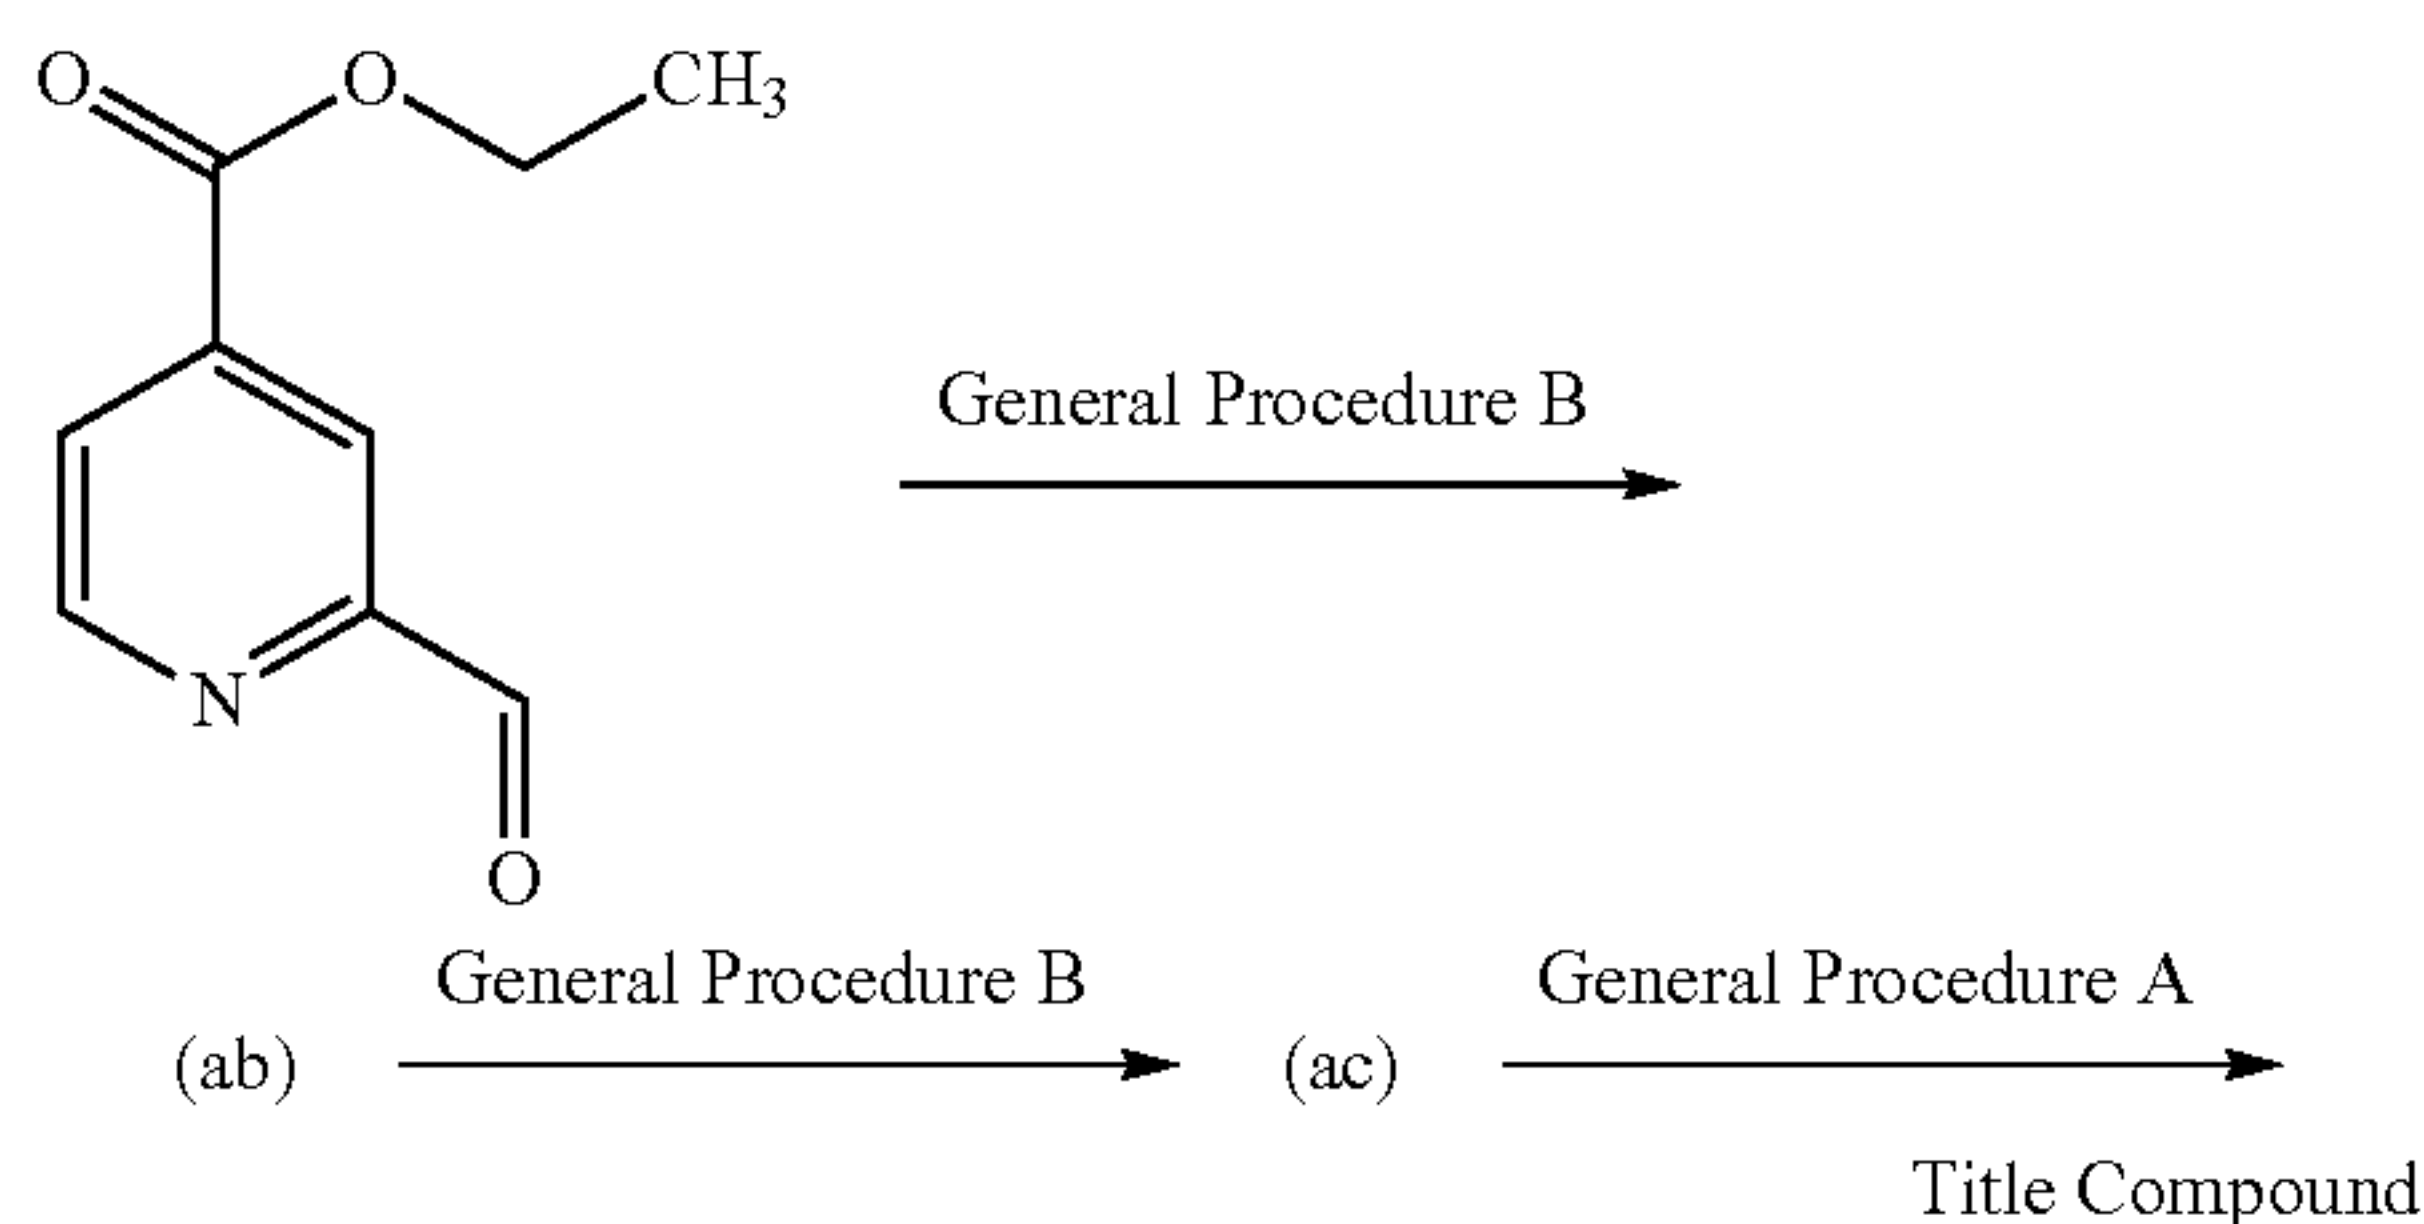 O O CH3
General Procedure B
N
O
General Procedure B General Procedure A
(ab) (ac)
Title Compound